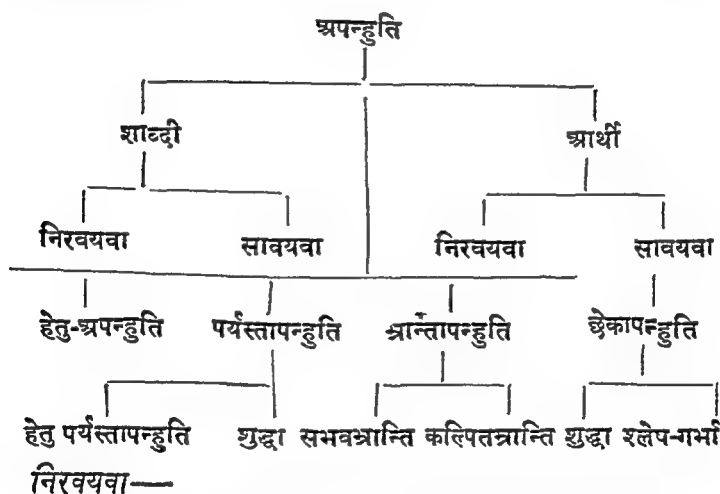 अपन्हुति
शाब्दी आर्थी
निरवयवा सावयवा निरवयवा सावयवा
हेतु-अपन्हुति पर्यस्तापन्हुति भ्रान्तापन्हुति छेकापन्हुति
हेतु पर्यस्तापन्हुति शुद्धा सभवभ्रान्ति कल्पितभ्रान्ति शुद्धा श्लेप-गर्भा
निरवयवा—